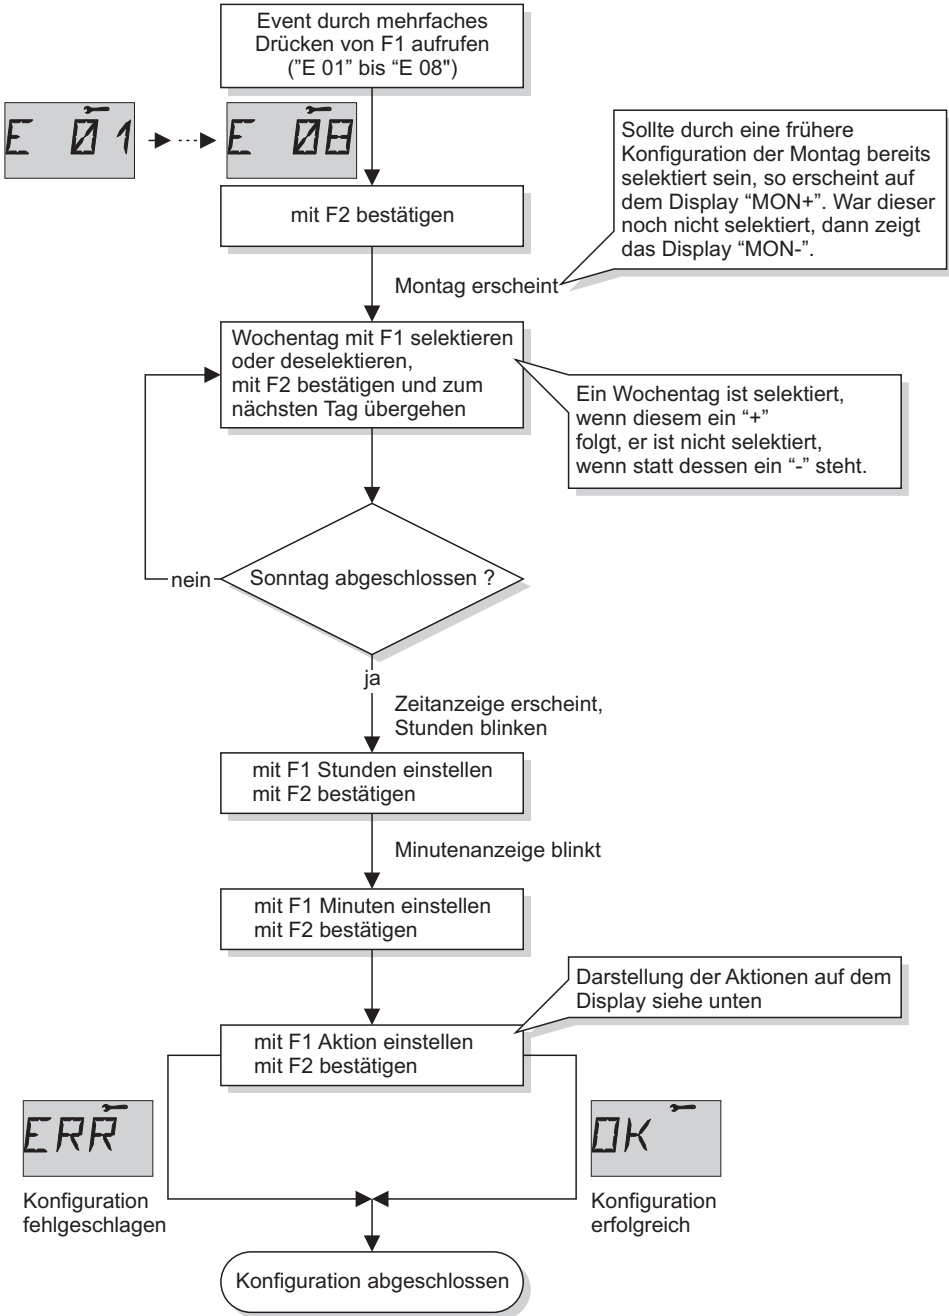 Event durch mehrfaches
Drücken von F1 aufrufen
("E 01" bis “E 08")
E 01
E 08
mit F2 bestätigen
Sollte durch eine frühere
Konfiguration der Montag bereits
selektiert sein, so erscheint auf
dem Display “MON+”. War dieser
noch nicht selektiert, dann zeigt
das Display “MON-”.
Montag erscheint
Wochentag mit F1 selektieren
oder deselektieren,
mit F2 bestätigen und zum
nächsten Tag übergehen
Ein Wochentag ist selektiert,
wenn diesem ein “+”
folgt, er ist nicht selektiert,
wenn statt dessen ein “-” steht.
nein
Sonntag abgeschlossen ?
ja
Zeitanzeige erscheint,
Stunden blinken
mit F1 Stunden einstellen
mit F2 bestätigen
Minutenanzeige blinkt
mit F1 Minuten einstellen
mit F2 bestätigen
Darstellung der Aktionen auf dem
Display siehe unten
mit F1 Aktion einstellen
mit F2 bestätigen
ERR
Konfiguration
fehlgeschlagen
OK
Konfiguration
erfolgreich
Konfiguration abgeschlossen